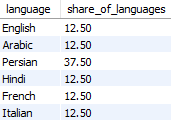 language share_of_languages
English 12.50
Arabic 12.50
Persian 37.50
Hindi 12.50
French 12.50
Italian 12.50